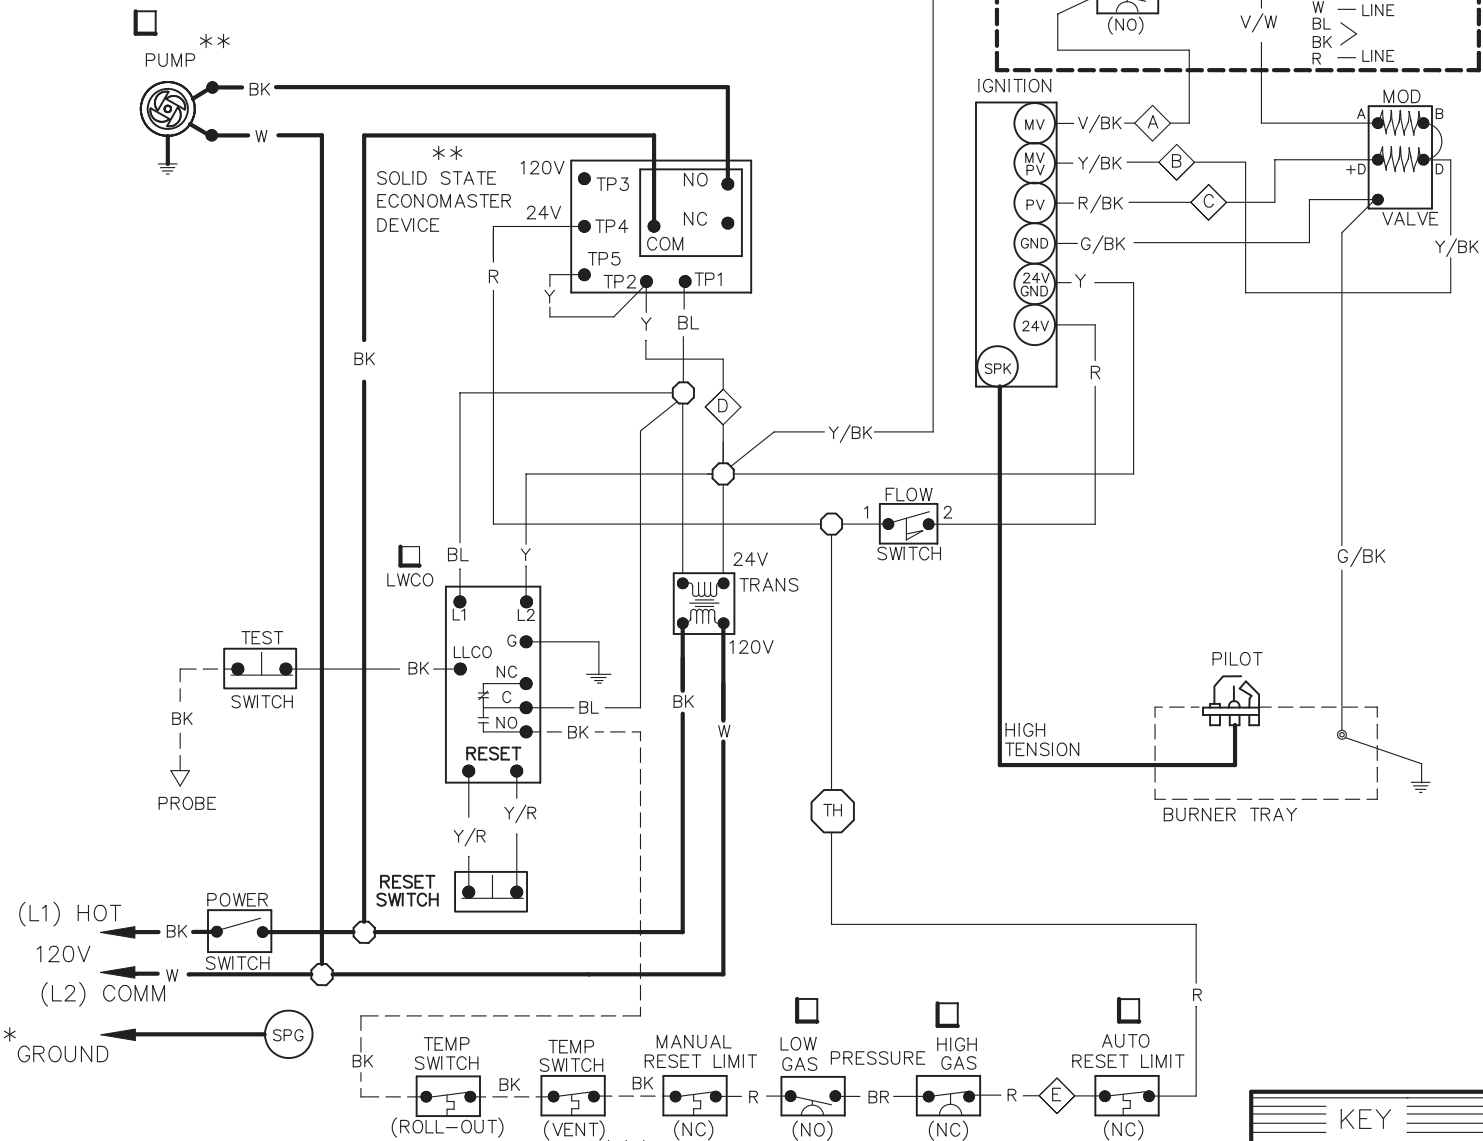 W — LINE
BL
BK
R — LINE
V/W
(NO)
**
PUMP
BK
W
IGNITION
MV
V/BK
A
MV
PV
Y/BK
B
PV
R/BK
C
GND
G/BK
24V
GND
Y
24V
R
SPK
MOD
A
B
+D
D
VALVE
Y/BK
**
SOLID STATE
ECONOMASTER
DEVICE
120V
TP3
24V
TP4
TP5
TP2
TP1
NO
NC
COM
R
Y
Y
BL
BK
D
Y/BK
FLOW
1
2
SWITCH
G/BK
LWCO
BL
Y
L1
L2
G
LLCO
NC
C
NO
BK
BL
BK
RESET
24V
TRANS
120V
BK
W
TEST
SWITCH
BK
PROBE
Y/R
Y/R
RESET
SWITCH
PILOT
HIGH
TENSION
BURNER TRAY
TH
R
POWER
SWITCH
(L1) HOT
BK
120V
W
(L2) COMM
*
GROUND
SPG
BK
TEMP
SWITCH
(ROLL-OUT)
BK
TEMP
SWITCH
(VENT)
BK
MANUAL
RESET LIMIT
(NC)
R
LOW
GAS
PRESSURE
(NO)
BR
HIGH
GAS
(NC)
R
E
AUTO
RESET LIMIT
(NC)
KEY